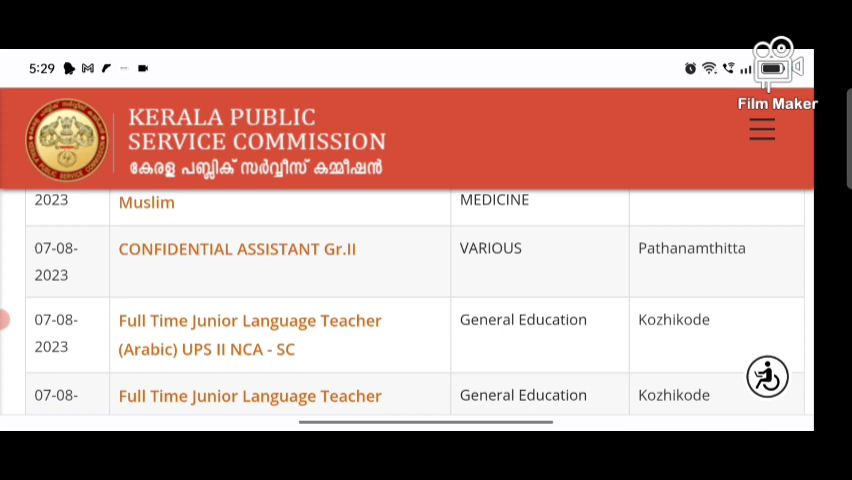 5:29
Film Maker
KERALA PUBLIC
SERVICE COMMISSION
കേരള പബ്ലിക് സർവ്വീസ് കമ്മീഷൻ
2023 Muslim MEDICINE
07-08-
2023 CONFIDENTIAL ASSISTANT Gr.II VARIOUS Pathanamthitta
07-08- Full Time Junior Language Teacher General Education Kozhikode
2023 (Arabic) UPS II NCA - SC
07-08- Full Time Junior Language Teacher General Education Kozhikode